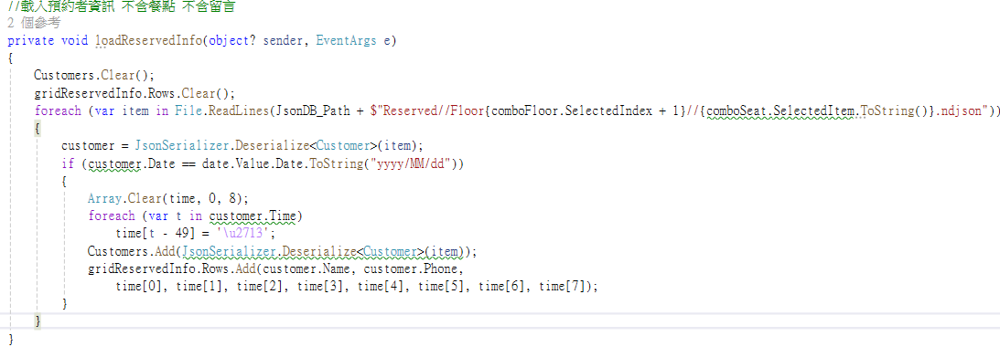 //載入預約者資訊 不含餐點 不含留言
2 個參考
private void loadReservedInfo(object? sender, EventArgs e)
{
Customers.Clear();
gridReservedInfo.Rows.Clear();
foreach (var item in File.ReadLines(JsonDB_Path + $"Reserved//Floor{comboFloor.SelectedIndex + 1}//{comboSeat.SelectedItem.ToString()}.ndjson"))
{
customer = JsonSerializer.Deserialize<Customer>(item);
if (customer.Date == date.Value.Date.ToString("yyyy/MM/dd"))
{
Array.Clear(time, 0, 8);
foreach (var t in customer.Time)
time[t - 49] = '\u2713';
Customers.Add(JsonSerializer.Deserialize<Customer>(item));
gridReservedInfo.Rows.Add(customer.Name, customer.Phone,
time[0], time[1], time[2], time[3], time[4], time[5], time[6], time[7]);
}
}
}